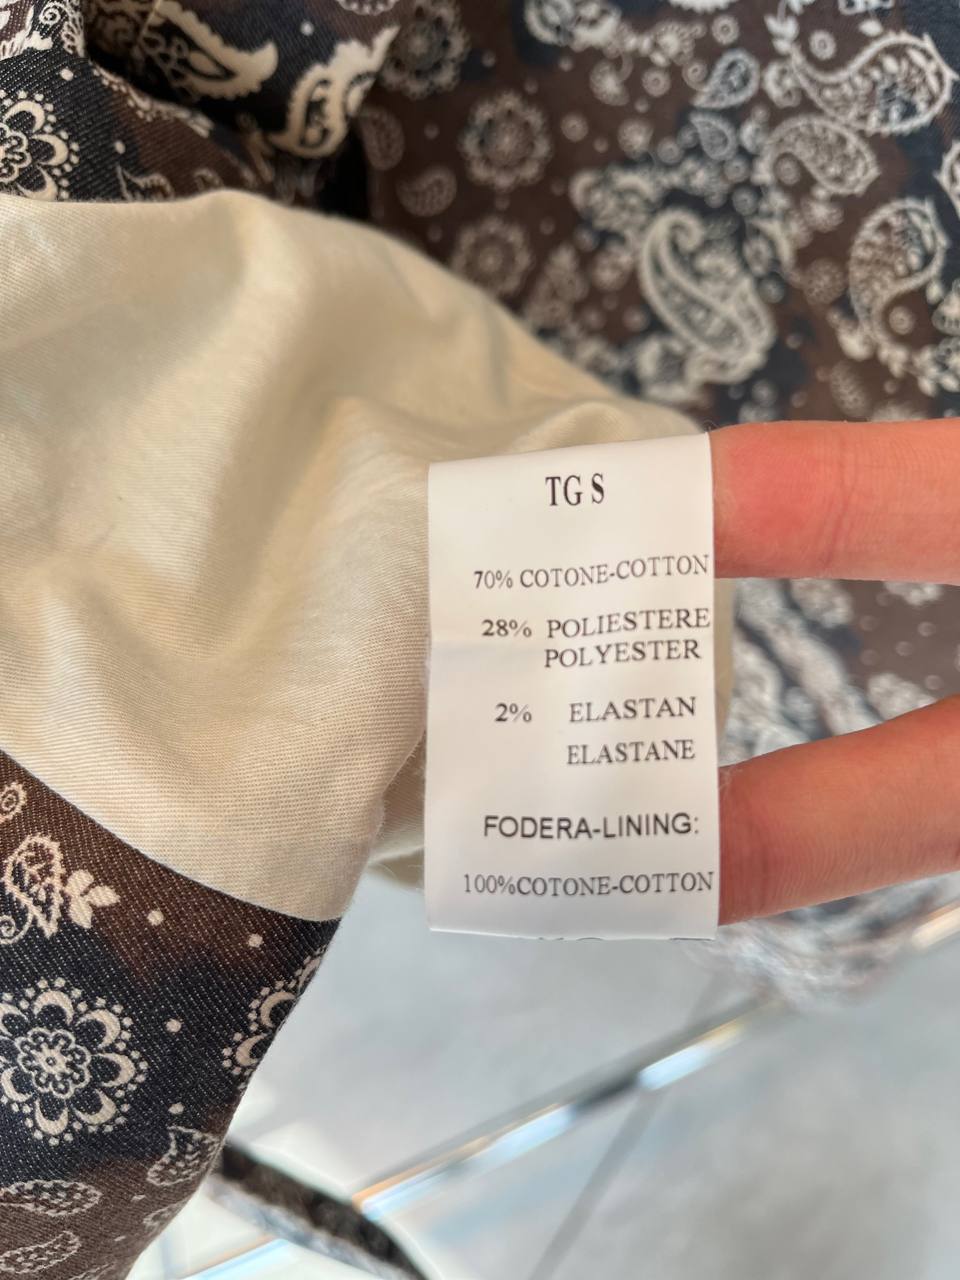 TG S
70% COTONE-COTTON
28% POLIESTERE
POLYESTER
2% ELASTAN
ELASTANE
FODERA-LINING:
100%COTONE-COTTON